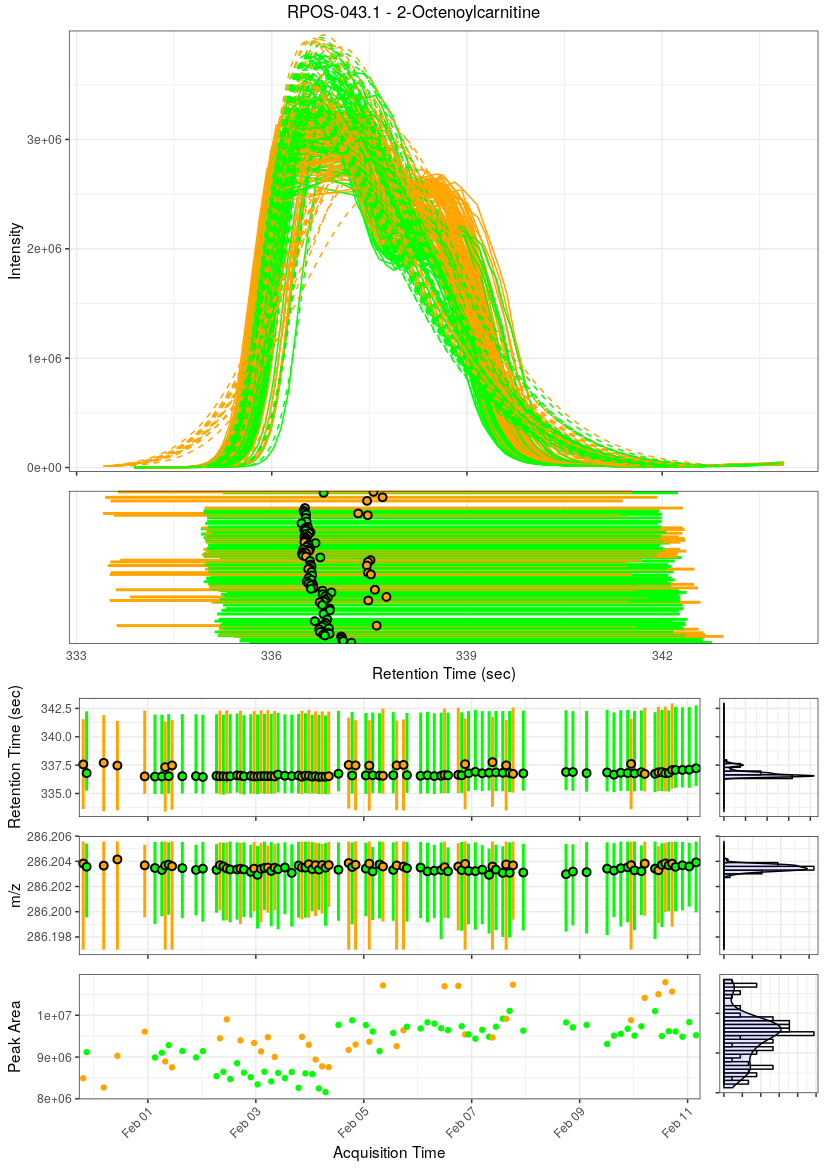 RPOS-043.1 - 2-Octenoylcarnitine
Intensity
3e+06
2e+06
1e+06
0e+00
333
336
339
342
Retention Time (sec)
Retention Time (sec)
342.5
340.0
337.5
335.0
m/z
286.206
286.204
286.202
286.200
286.198
Peak Area
1e+07
9e+06
8e+06
Feb 01
Feb 03
Feb 05
Feb 07
Feb 09
Feb 11
Acquisition Time